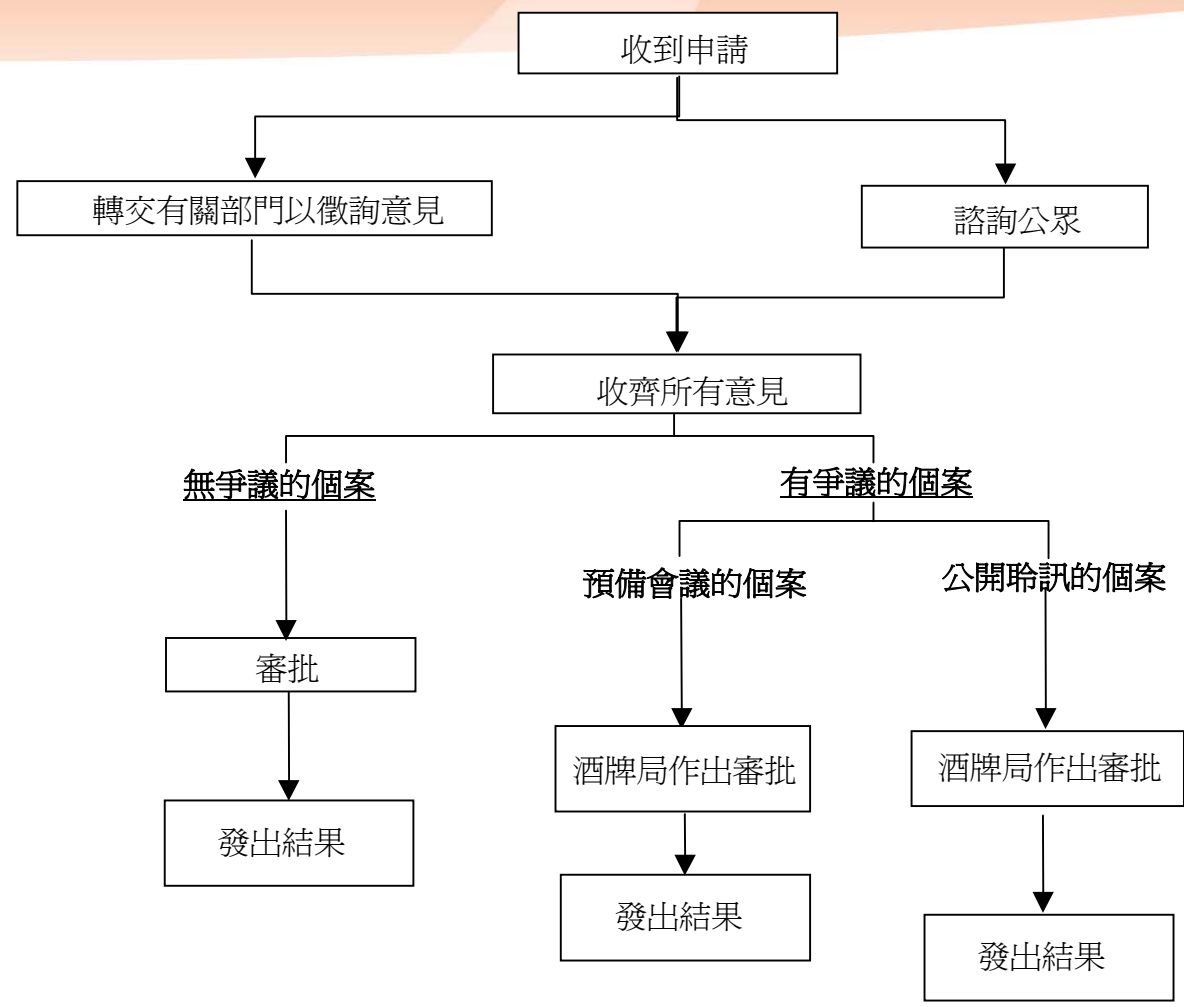 收到申請
轉交有關部門以徵詢意見
諮詢公眾
收齊所有意見
無爭議的個案
有爭議的個案
預備會議的個案
公開聆訊的個案
審批
酒牌局作出審批
酒牌局作出審批
發出結果
發出結果
發出結果